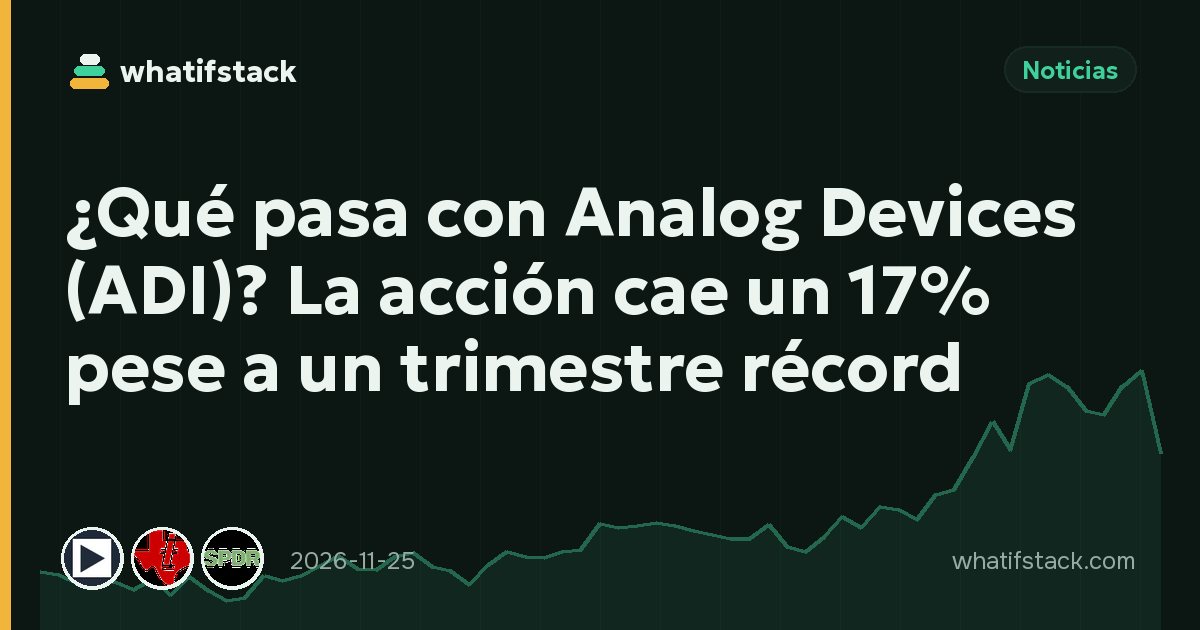 whatifstack
Noticias
¿Qué pasa con Analog Devices
(ADI)? La acción cae un 17%
pese a un trimestre récord
SPDR
2026-11-25
whatifstack.com